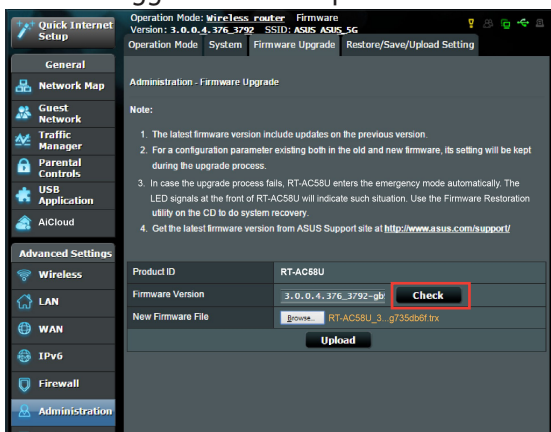 Quick Internet
Setup
Operation Mode: Wireless router Firmware
Version: 3.0.0.4.376_3792 SSID: ASUS ASUS_5G
Operation Mode System Firmware Upgrade Restore/Save/Upload Setting
General
Network Map
Guest
Network
Traffic
Manager
Parental
Controls
USB
Application
AiCloud
Advanced Settings
Wireless
LAN
WAN
IPv6
Firewall
Administration
Administration - Firmware Upgrade
Note:
1. The latest firmware version include updates on the previous version.
2. For a configuration parameter existing both in the old and new firmware, its setting will be kept
during the upgrade process.
3. In case the upgrade process fails, RT-AC58U enters the emergency mode automatically. The
LED signals at the front of RT-AC58U will indicate such situation. Use the Firmware Restoration
utility on the CD to do system recovery.
4. Get the latest firmware version from ASUS Support site at http://www.asus.com/support/
Product ID RT-AC58U
Firmware Version 3.0.0.4.376_3792-gb Check
New Firmware File Browse... RT-AC58U_3...g735db6f.trx
Upload